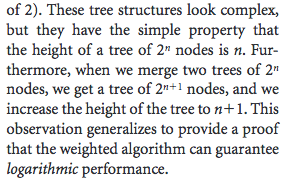 of 2). These tree structures look complex,
but they have the simple property that
the height of a tree of 2ⁿ nodes is n. Fur-
thermore, when we merge two trees of 2ⁿ
nodes, we get a tree of 2ⁿ⁺¹ nodes, and we
increase the height of the tree to n+1. This
observation generalizes to provide a proof
that the weighted algorithm can guarantee
logarithmic performance.